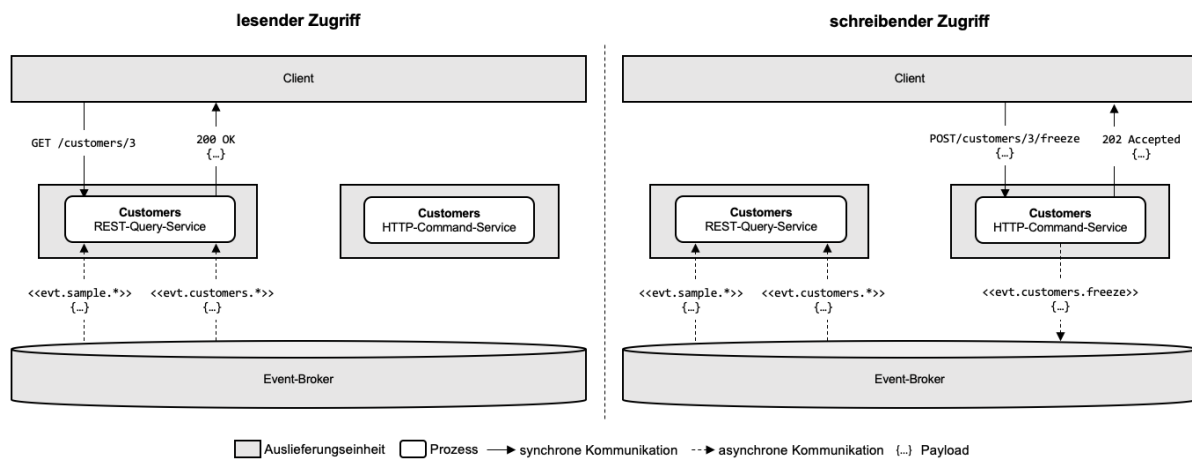 lesender Zugriff
Client
GET /customers/3
200 OK
{…}
Customers
REST-Query-Service
Customers
HTTP-Command-Service
<<evt.sample.*>>
{…}
<<evt.customers.*>>
{…}
Event-Broker
schreibender Zugriff
Client
POST/customers/3/freeze
{…}
202 Accepted
{…}
Customers
REST-Query-Service
Customers
HTTP-Command-Service
<<evt.sample.*>>
{…}
<<evt.customers.*>>
{…}
<<evt.customers.freeze>>
{…}
Event-Broker
Auslieferungseinheit
Prozess
synchrone Kommunikation
asynchrone Kommunikation
{…} Payload